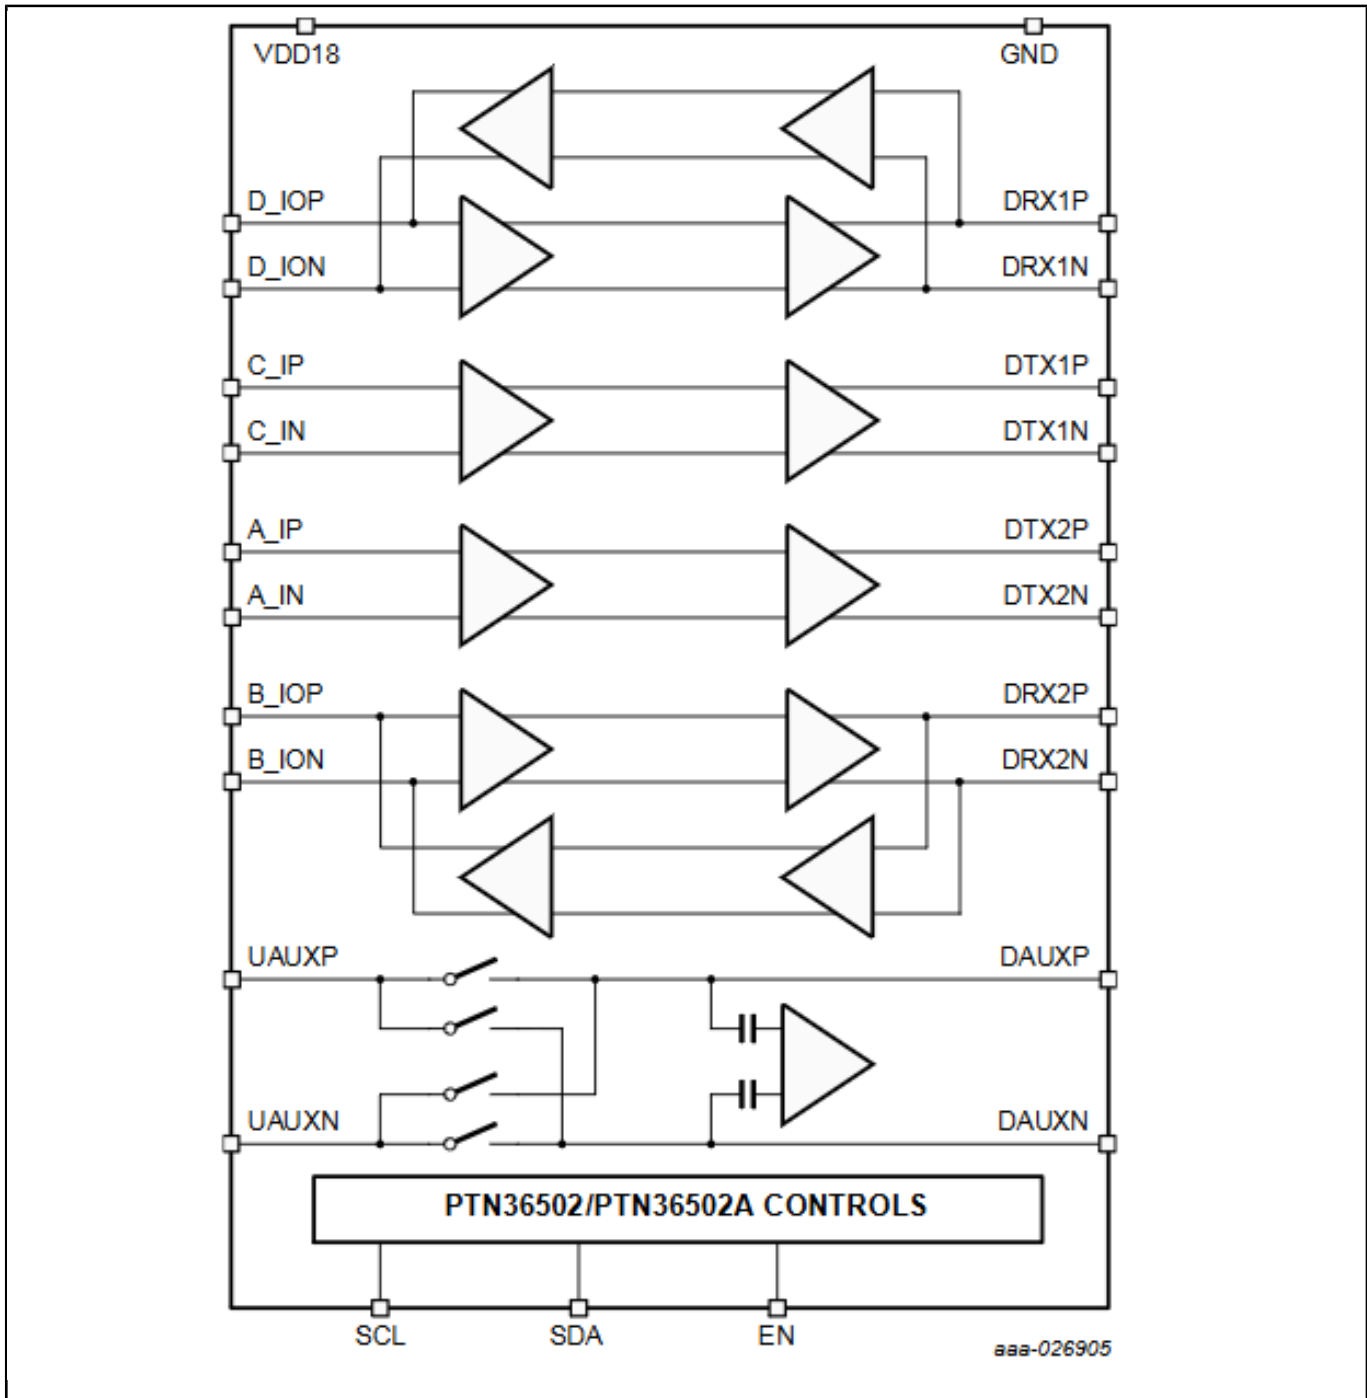 VDD18 GND
D_IOP DRX1P
D_ION DRX1N
C_IP DTX1P
C_IN DTX1N
A_IP DTX2P
A_IN DTX2N
B_IOP DRX2P
B_ION DRX2N
UAUXP DAUXP
UAUXN DAUXN
PTN36502/PTN36502A CONTROLS
SCL SDA EN
aaa-026905